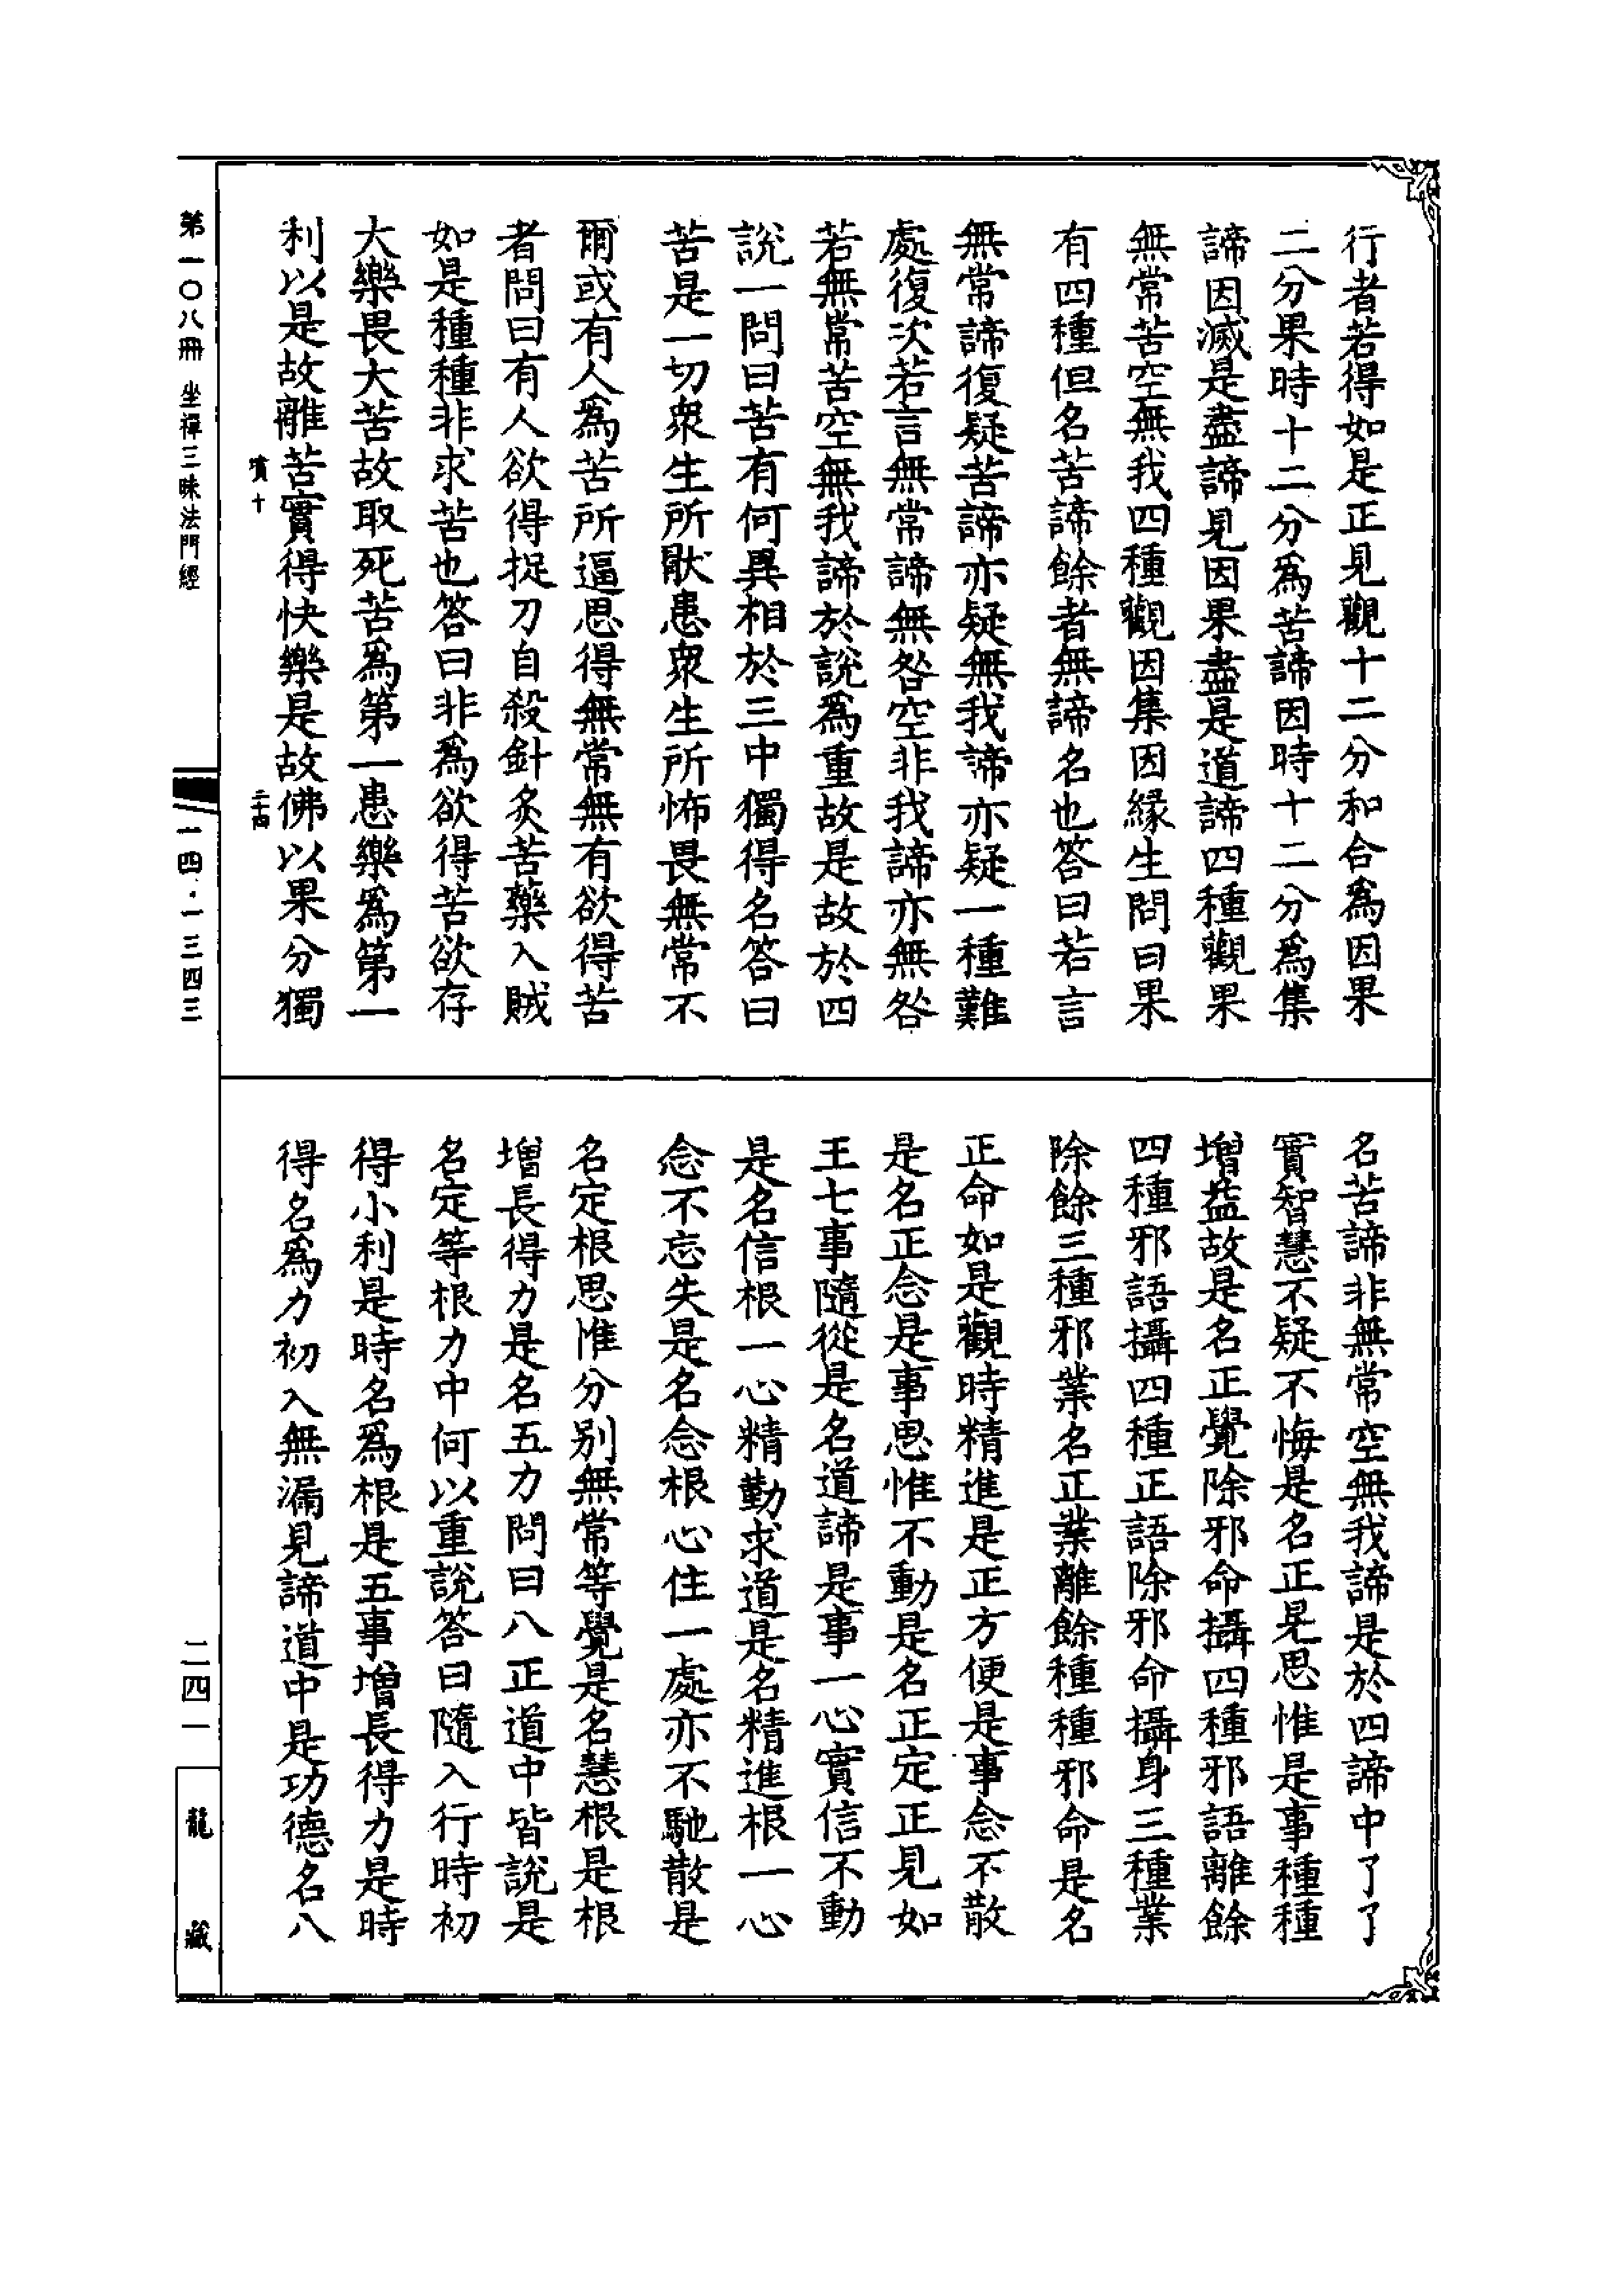 行者若得如是正見觀十二分和合爲因果
二分果時十二分爲苦諦因時十二分爲集
諦因滅是盡諦見因果盡是道諦四種觀果
無常苦空無我四種觀因集因緣生問曰果
有四種但名苦諦餘者無諦名也答曰若言
無常諦復疑苦諦亦疑無我諦亦疑一種難
處復次若言無常諦無咎空非我諦亦無咎
若無常苦空無我諦於說爲重故是故於四
說一問曰苦有何異相於三中獨得名答曰
苦是一切衆生所猒患衆生所怖畏無常不
爾或有人爲苦所逼思得無常無有欲得苦
者問曰有人欲得捉刀自殺針灸苦藥入賊
如是種種非求苦也答曰非爲欲得苦欲存
大樂畏大苦故取死苦爲第一患樂爲第一
利以是故離苦實得快樂是故佛以果分獨
名苦諦非無常空無我諦是於四諦中了了
實智慧不疑不悔是名正見思惟是事種種
增益故是名正覺除邪命攝四種邪語離餘
四種邪語攝四種正語除邪命攝身三種業
除餘三種邪業名正業離餘種種邪命是名
正命如是觀時精進是正方便是事念不散
是名正念是事思惟不動是名正定正見如
王七事隨從是名道諦是事一心實信不動
是名信根一心精勤求道是名精進根一心
念不忘失是名念根心住一處亦不馳散是
名定根思惟分別無常等覺是名慧根是根
增長得力是名五力問曰八正道中皆說是
名定等根力中何以重說答曰隨入行時初
得小利是時名爲根是五事增長得力是時
得名爲力初入無漏見諦道中是功德名八
第一〇八冊 坐禪三昧法門經
一四·一三四三
二四一
龍藏